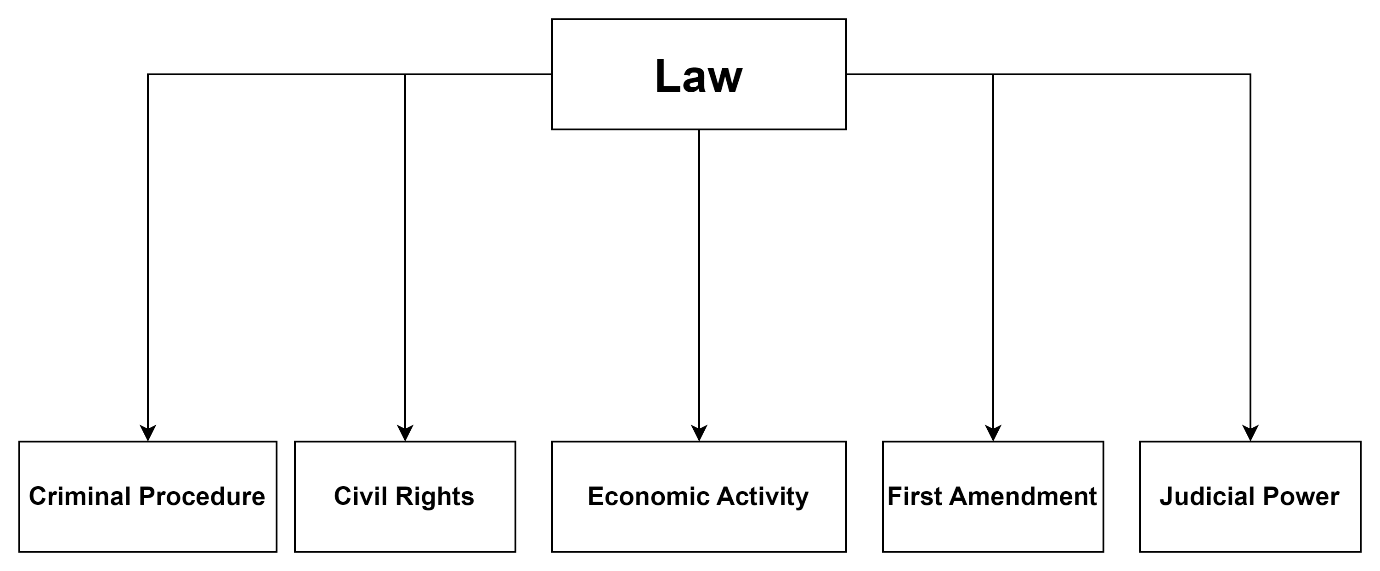 Law
Criminal Procedure
Civil Rights
Economic Activity
First Amendment
Judicial Power